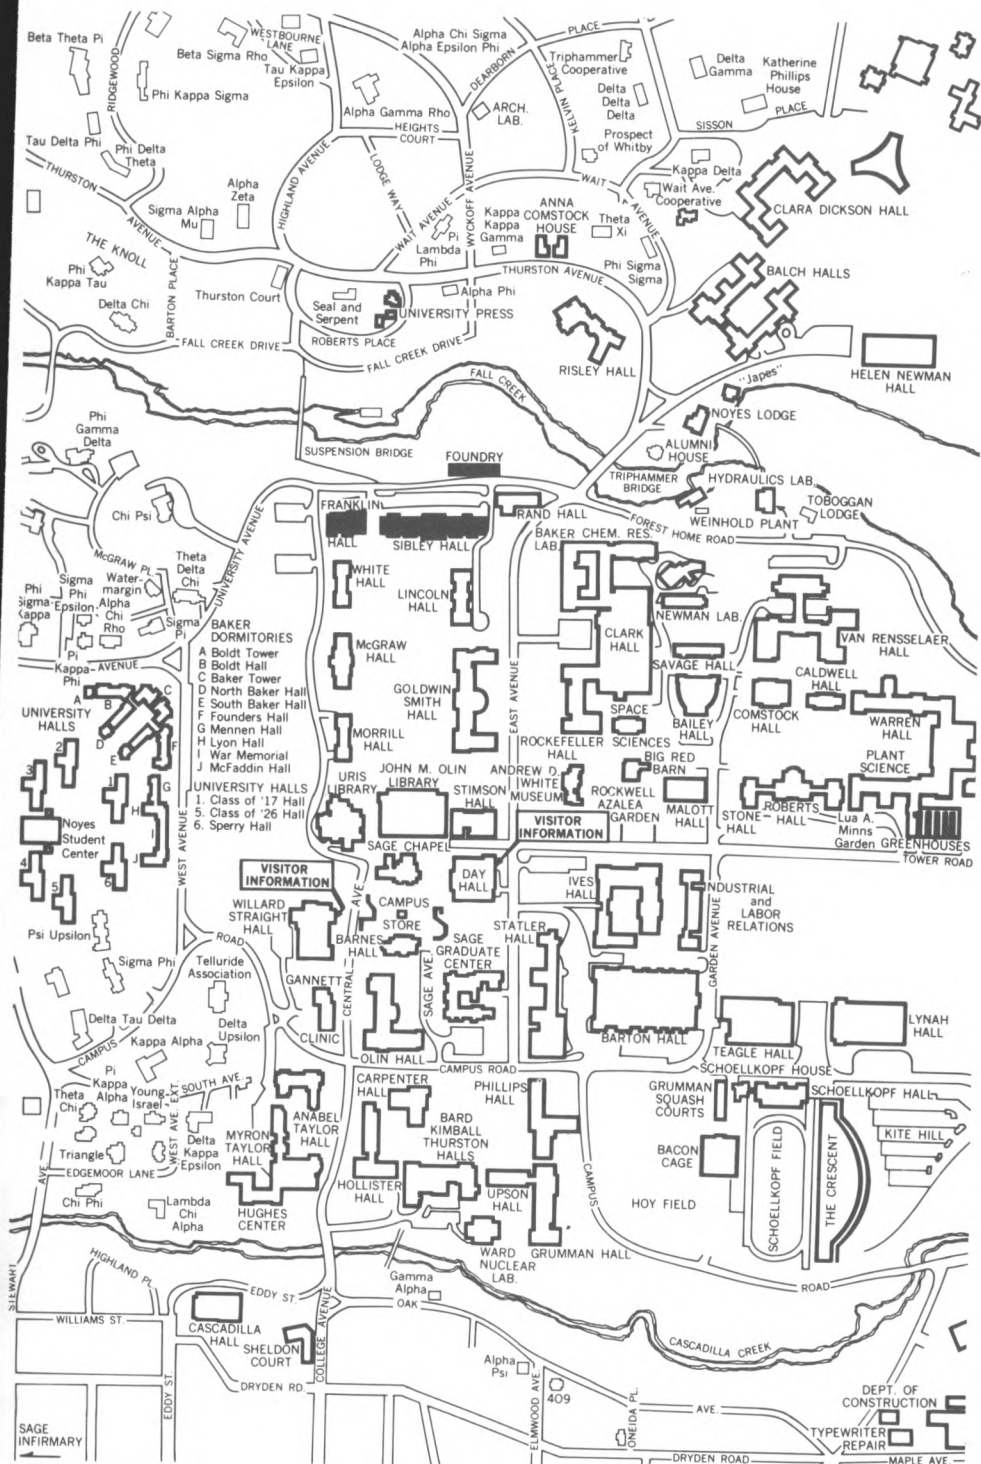 Beta Theta Pi
RIDGEWOOD
Phi Kappa Sigma
Beta Sigma Rho
WESTBOURNE
LANE
Tau Kappa
Epsilon
Alpha Chi Sigma
Alpha Epsilon Phi
DEARBORN
PLACE
Triphammer
Cooperative
KELVIN PLACE
Delta
Gamma
Katherine
Phillips
House
Alpha Gamma Rho
ARCH.
LAB.
Delta
Delta
Delta
HEIGHTS
COURT
Prospect
of Whitby
SISSON
PLACE
Tau Delta Phi
Phi Delta
Theta
THURSTON
AVENUE
Alpha
Zeta
Sigma Alpha
Mu
HIGHLAND AVENUE
LODGE WAY
WYCKOFF AVENUE
WAIT AVENUE
WAIT
AVENUE
Kappa Delta
Wait Ave.
Cooperative
CLARA DICKSON HALL
ANNA
COMSTOCK
HOUSE
Kappa
Kappa
Gamma
Theta
Xi
Pi
Lambda
Phi
THE KNOLL
Phi
Kappa Tau
Delta Chi
BARTON PLACE
Thurston Court
Seal and
Serpent
UNIVERSITY PRESS
ROBERTS PLACE
Alpha Phi
THURSTON AVENUE
Phi Sigma
Sigma
BALCH HALLS
FALL CREEK DRIVE
FALL CREEK DRIVE
FALL CREEK
RISLEY HALL
HELEN NEWMAN
HALL
"Japes"
NOYES LODGE
ALUMNI
HOUSE
Phi
Gamma
Delta
SUSPENSION BRIDGE
FOUNDRY
TRIPHAMMER
BRIDGE
HYDRAULICS LAB.
TOBOGGAN
LODGE
WEINHOLD PLANT
FOREST HOME ROAD
Chi Psi
UNIVERSITY AVENUE
FRANKLIN
HALL
SIBLEY HALL
RAND HALL
BAKER CHEM. RES.
LAB.
McGRAW PL.
Theta
Delta
Chi
Water-
margin
Sigma
Phi
Epsilon
Alpha
Chi
Rho
Phi
Sigma
Kappa
Sigma
Pi
Pi
Kappa
Phi
AVENUE
WHITE
HALL
LINCOLN
HALL
NEWMAN LAB.
CLARK
HALL
VAN RENSSELAER
HALL
BAKER
DORMITORIES
A Boldt Tower
B Boldt Hall
C Baker Tower
D North Baker Hall
E South Baker Hall
F Founders Hall
G Mennen Hall
H Lyon Hall
I War Memorial
J McFaddin Hall
UNIVERSITY HALLS
1. Class of '17 Hall
5. Class of '26 Hall
6. Sperry Hall
McGRAW
HALL
GOLDWIN
SMITH
HALL
EAST AVENUE
SAVAGE HALL
CALDWELL
HALL
SPACE
SCIENCES
BAILEY
HALL
COMSTOCK
WARREN
HALL
MORRILL
HALL
ROCKEFELLER
HALL
BIG RED
BARN
PLANT
SCIENCE
UNIVERSITY
HALLS
A
B
C
D
E
F
G
H
I
J
1
2
3
4
5
6
Noyes
Student
Center
WEST AVENUE
URIS
LIBRARY
JOHN M. OLIN
LIBRARY
STIMSON
HALL
ANDREW D.
WHITE
MUSEUM
ROCKWELL
AZALEA
GARDEN
MALOTT
HALL
STONE
HALL
ROBERTS
HALL
Lua A.
Minns
Garden
GREENHOUSES
TOWER ROAD
VISITOR
INFORMATION
VISITOR
INFORMATION
SAGE CHAPEL
DAY
HALL
IVES
HALL
INDUSTRIAL
and
LABOR
RELATIONS
WILLARD
STRAIGHT
HALL
CAMPUS
STORE
BARNES
HALL
SAGE
GRADUATE
CENTER
STATLER
HALL
GARDEN AVENUE
Psi Upsilon
Sigma Phi
ROAD
Telluride
Association
GANNETT
CLINIC
CENTRAL
AVE
SAGE AVE.
OLIN HALL
BARTON HALL
TEAGLE HALL
LYNAH
HALL
Delta Tau Delta
Kappa Alpha
Delta
Upsilon
CAMPUS
CAMPUS ROAD
SCHOELLKOPF HOUSE
SCHOELLKOPF HALL
Pi
Kappa
Alpha
Theta
Chi
Young
Israel
SOUTH AVE.
WEST AVE. EXT.
Delta
Kappa
Epsilon
Triangle
EDGEMOOR LANE
Chi Phi
Lambda
Chi
Alpha
ANABEL
TAYLOR
HALL
MYRON
TAYLOR
HALL
HUGHES
CENTER
CARPENTER
HALL
BARD
KIMBALL
THURSTON
HALLS
PHILLIPS
HALL
HOLLISTER
HALL
UPSON
HALL
GRUMMAN HALL
WARD
NUCLEAR
LAB.
CAMPUS
ROAD
GRUMMAN
SQUASH
COURTS
BACON
CAGE
HOY FIELD
SCHOELLKOPF FIELD
THE CRESCENT
KITE HILL
STEWART
AVE
HIGHLAND PL.
WILLIAMS ST.
EDDY ST.
EDDY ST.
CASCADILLA
HALL
SHELDON
COURT
COLLEGE AVENUE
DRYDEN RD.
Gamma
Alpha
OAK
AVE.
CASCADILLA CREEK
Alpha
Psi
409
ELMWOOD AVE
ONEIDA PL.
DEPT. OF
CONSTRUCTION
TYPEWRITER
REPAIR
DRYDEN ROAD
MAPLE AVE.
SAGE
INFIRMARY